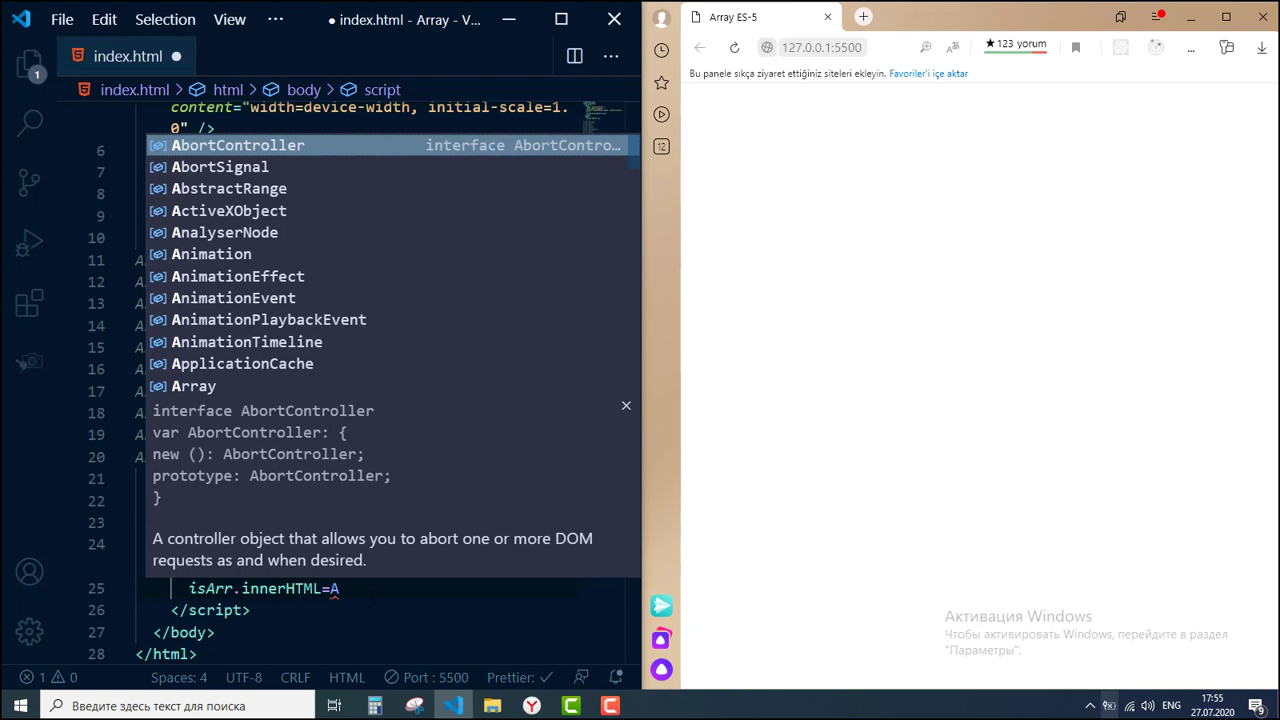 File Edit Selection View ··· ● index.html - Array - V...
index.html ●
1
index.html > html > body > script
content="width=device-width, initial-scale=1.
0" />
6
7
8
9
10
11
12
13
14
15
16
17
18
19
20
21
22
23
24
AbortController interface AbortContro...
AbortSignal
AbstractRange
ActiveXObject
AnalyserNode
Animation
AnimationEffect
AnimationEvent
AnimationPlaybackEvent
AnimationTimeline
ApplicationCache
Array
interface AbortController
var AbortController: {
new (): AbortController;
prototype: AbortController;
}
A controller object that allows you to abort one or more DOM
requests as and when desired.
25 isArr.innerHTML=A
26 </script>
27 </body>
28 </html>
1 0 Spaces: 4 UTF-8 CRLF HTML Port : 5500 Prettier: ✓
Array ES-5
127.0.0.1:5500 ★123 yorum
Bu panele sıkça ziyaret ettiğiniz siteleri ekleyin. Favoriler'i içe aktar
12
Активация Windows
Чтобы активировать Windows, перейдите в раздел
"Параметры".
Введите здесь текст для поиска
ENG
17:55
27.07.2020
9